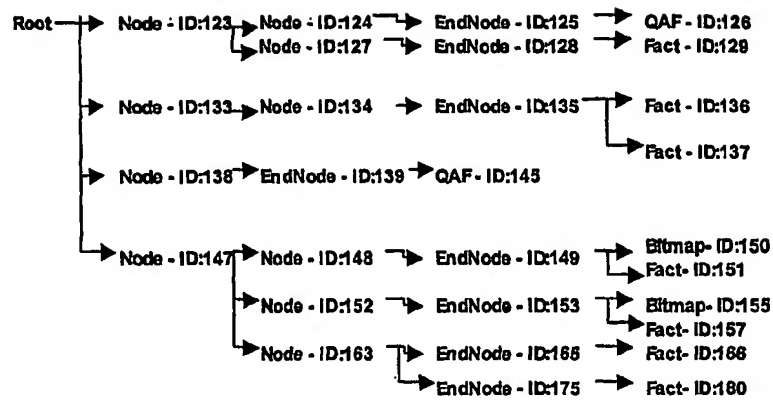 Root Node - ID:123 Node - ID:124 EndNode - ID:125 QAF - ID:126
Node - ID:127 EndNode - ID:128 Fact - ID:129
Node - ID:133 Node - ID:134 EndNode - ID:135 Fact - ID:136
Fact - ID:137
Node - ID:138 EndNode - ID:139 QAF - ID:145
Node - ID:147 Node - ID:148 EndNode - ID:149 Bitmap- ID:150
Fact- ID:151
Node - ID:152 EndNode - ID:153 Bitmap- ID:155
Fact- ID:157
Node - ID:163 EndNode - ID:165 Fact- ID:166
EndNode - ID:175 Fact- ID:180